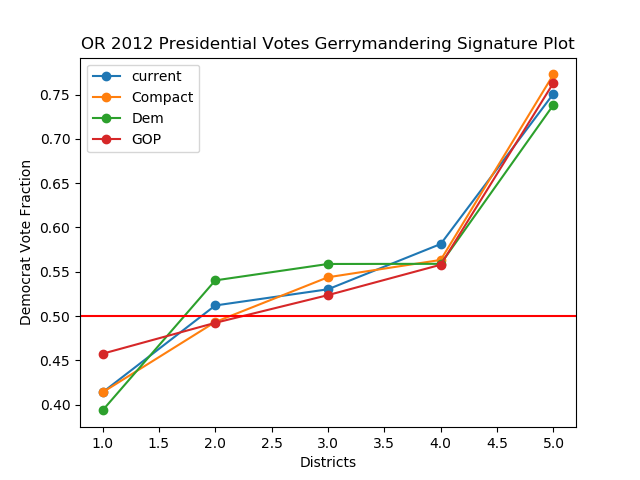 OR 2012 Presidential Votes Gerrymandering Signature Plot
current
Compact
Dem
GOP
Democrat Vote Fraction
0.75
0.70
0.65
0.60
0.55
0.50
0.45
0.40
1.0 1.5 2.0 2.5 3.0 3.5 4.0 4.5 5.0
Districts